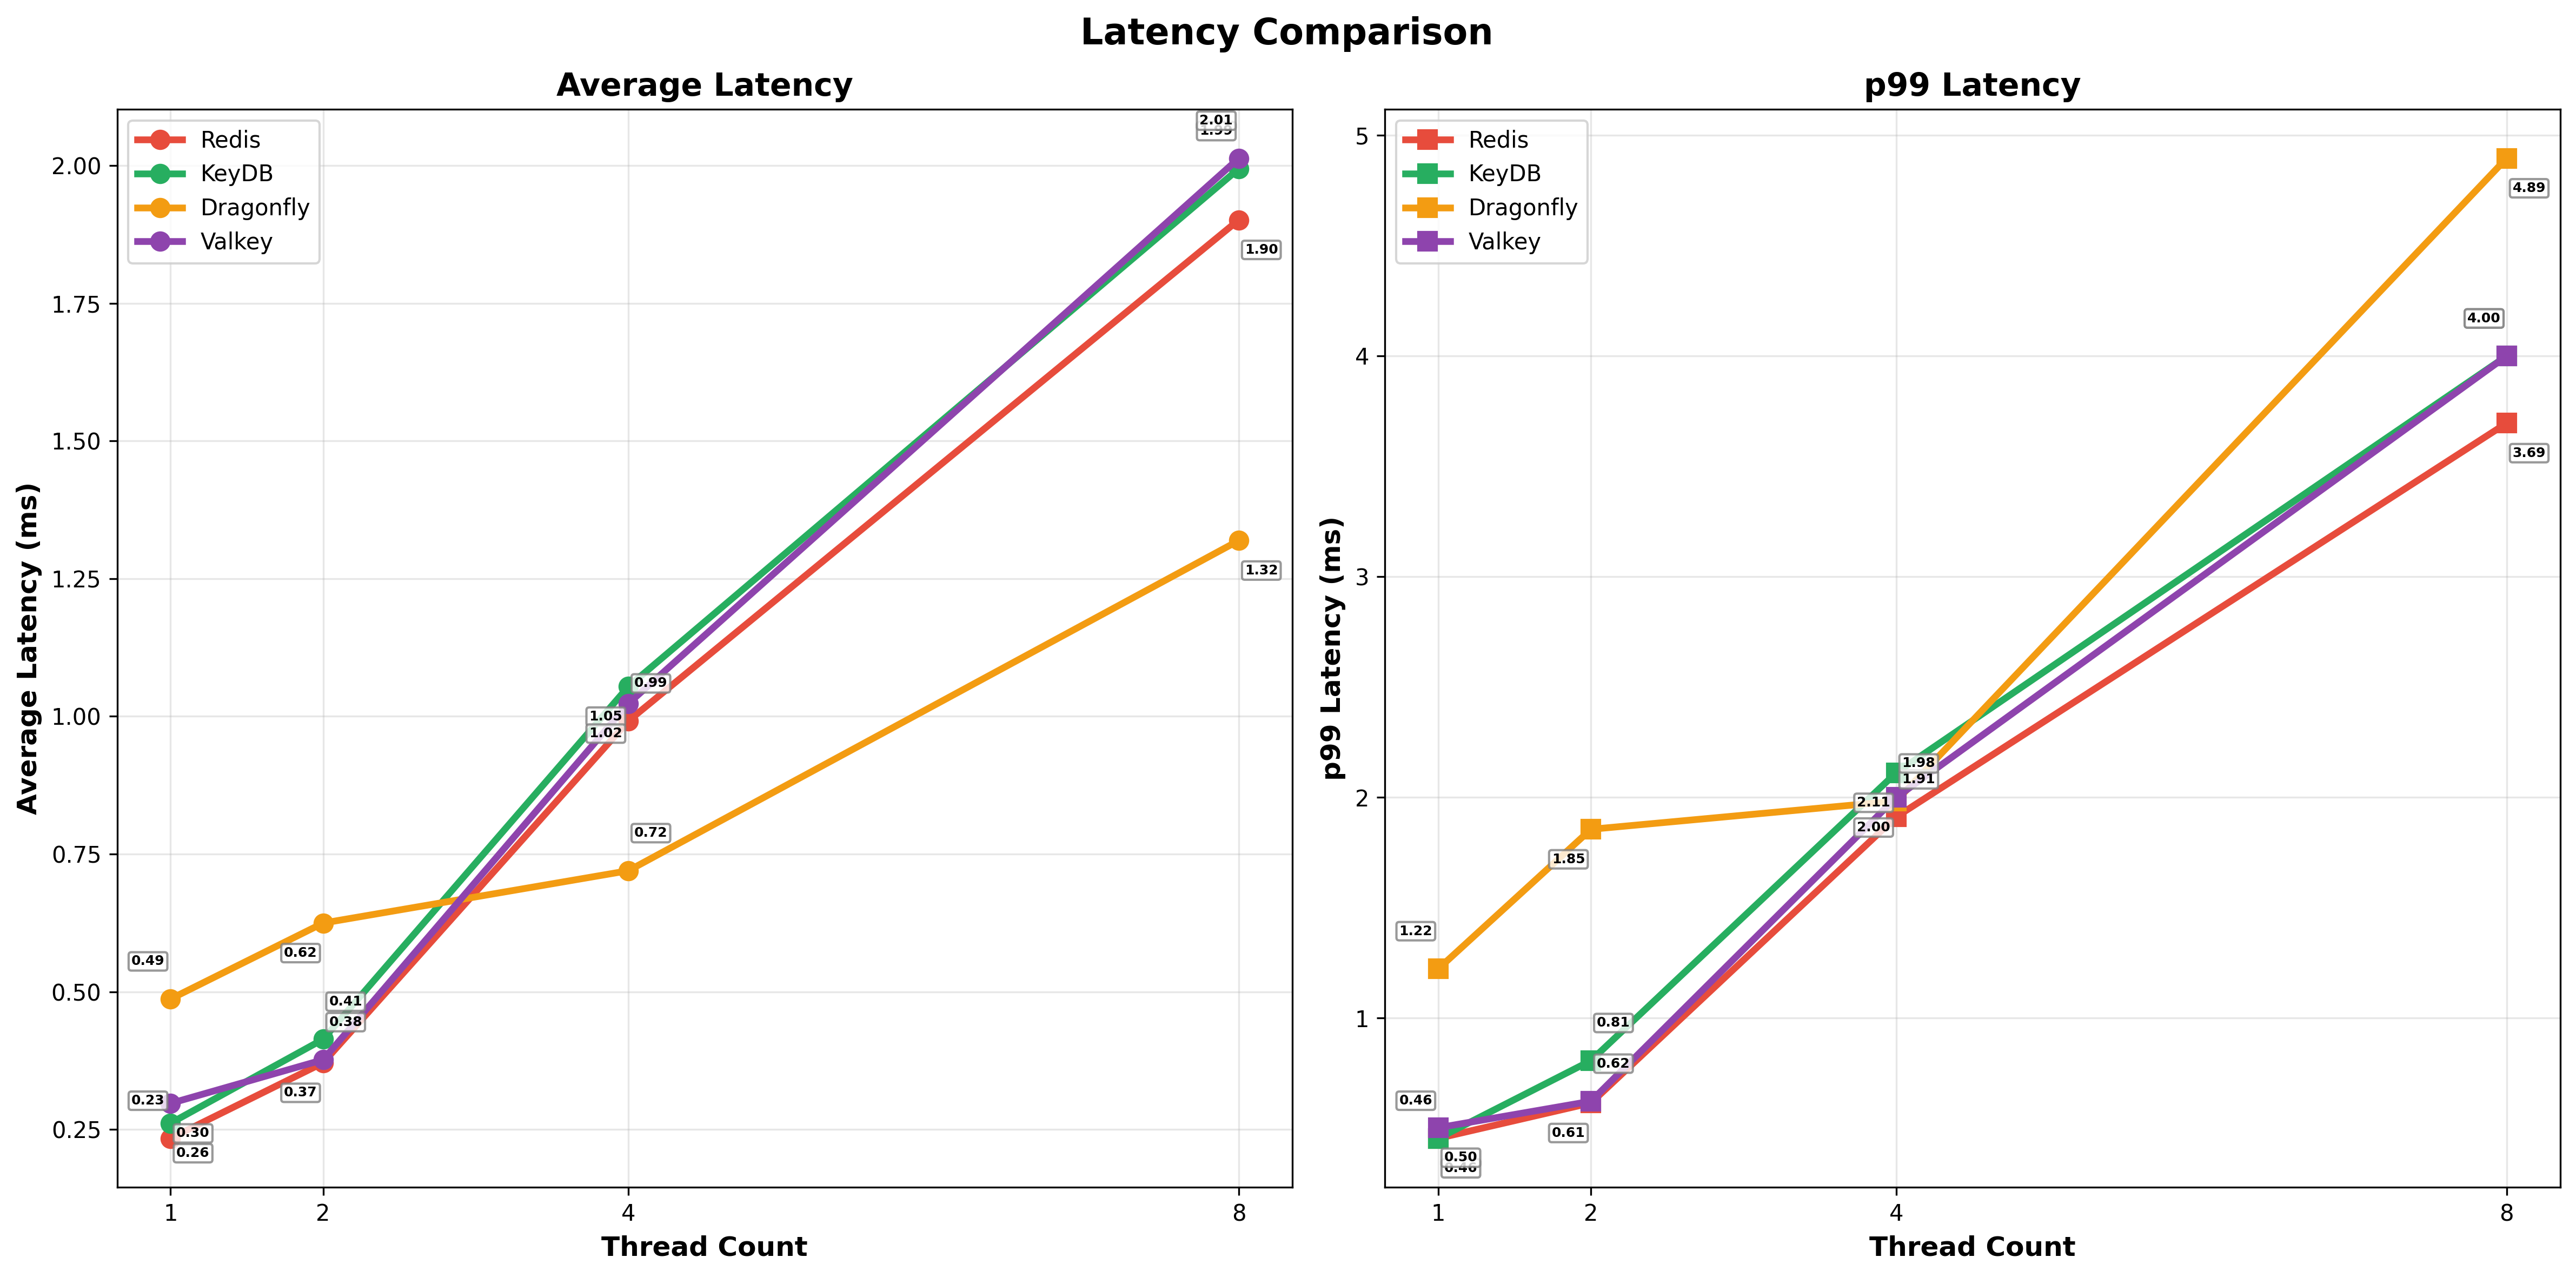 Latency Comparison
Average Latency
Redis
KeyDB
Dragonfly
Valkey
2.00
1.75
1.50
1.25
1.00
0.75
0.50
0.25
Average Latency (ms)
2.01
1.99
1.90
1.32
0.99
1.05
1.02
0.72
0.49
0.62
0.41
0.38
0.37
0.23
0.30
0.26
1 2 4 8
Thread Count
p99 Latency
Redis
KeyDB
Dragonfly
Valkey
5
4
3
2
1
p99 Latency (ms)
4.89
4.00
3.69
1.98
1.91
2.11
2.00
1.85
1.22
0.81
0.62
0.61
0.46
0.50
0.46
1 2 4 8
Thread Count